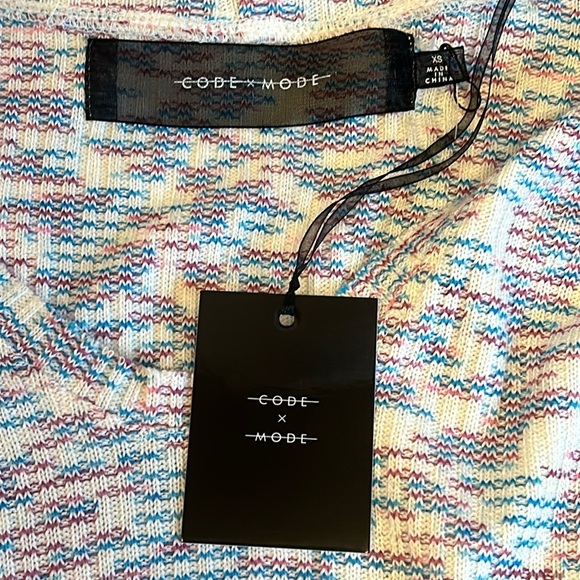 CODE × MODE
XS
MADE
IN
CHINA
CODE
×
MODE